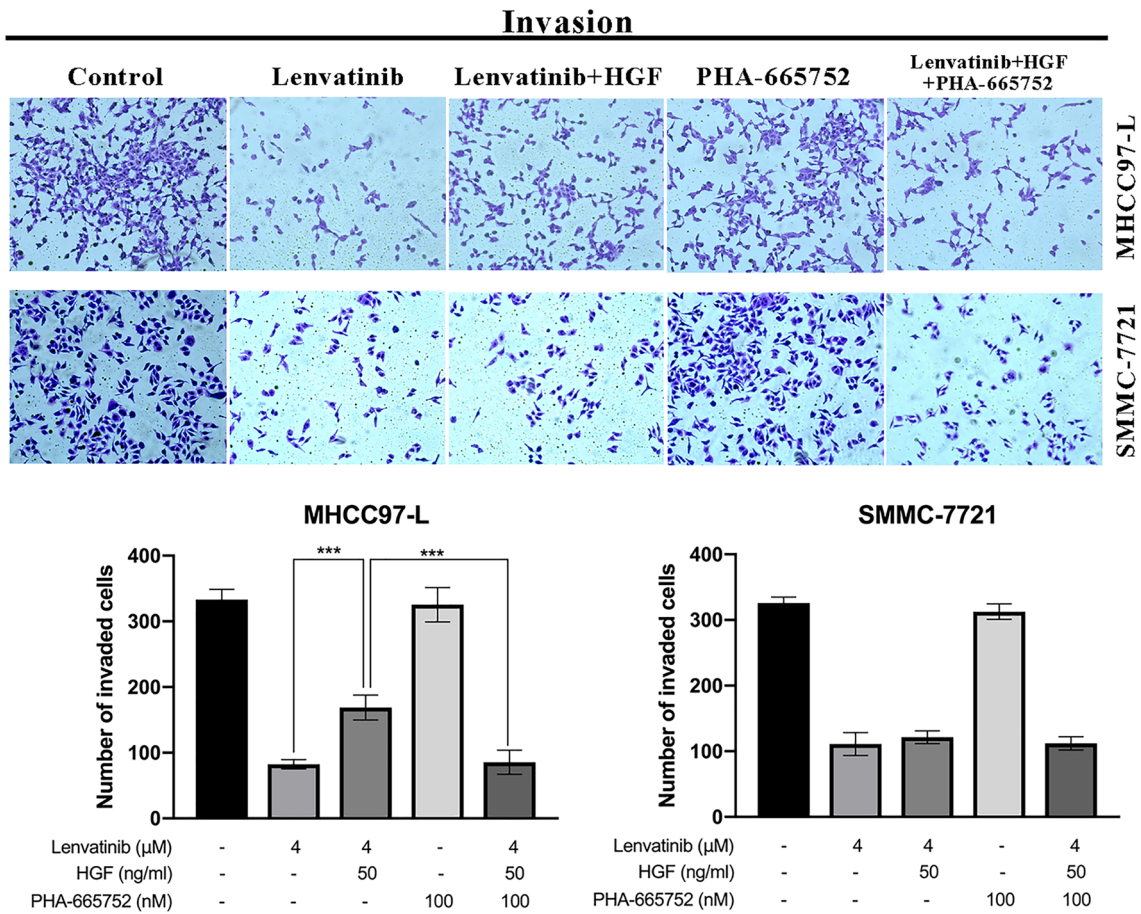 Invasion
Control Lenvatinib Lenvatinib+HGF PHA-665752 Lenvatinib+HGF
+PHA-665752
MHCC97-L
SMMC-7721
MHCC97-L
Number of invaded cells
400
300
200
100
0
*** ***
Lenvatinib (μM) - 4 4 - 4
HGF (ng/ml) - - 50 - 50
PHA-665752 (nM) - - - 100 100
SMMC-7721
Number of invaded cells
400
300
200
100
0
Lenvatinib (μM) - 4 4 - 4
HGF (ng/ml) - - 50 - 50
PHA-665752 (nM) - - - 100 100